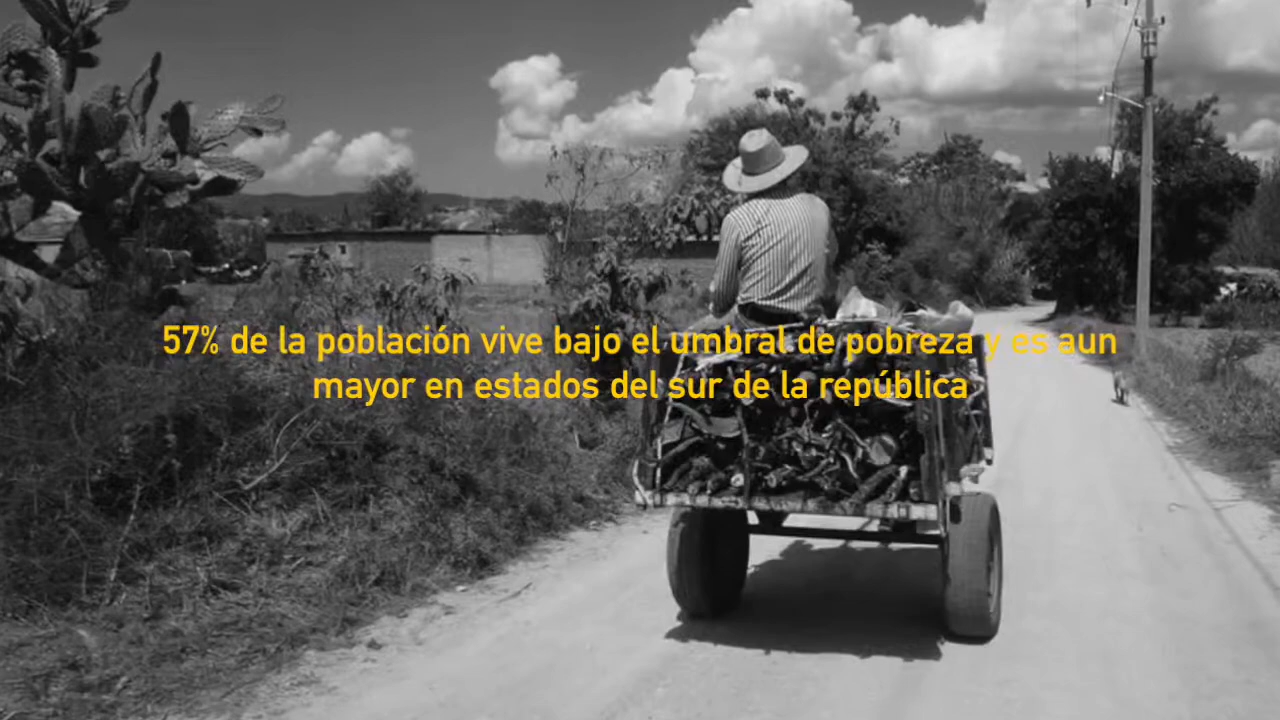 57% de la población vive bajo el umbral de pobreza y es aun
mayor en estados del sur de la república